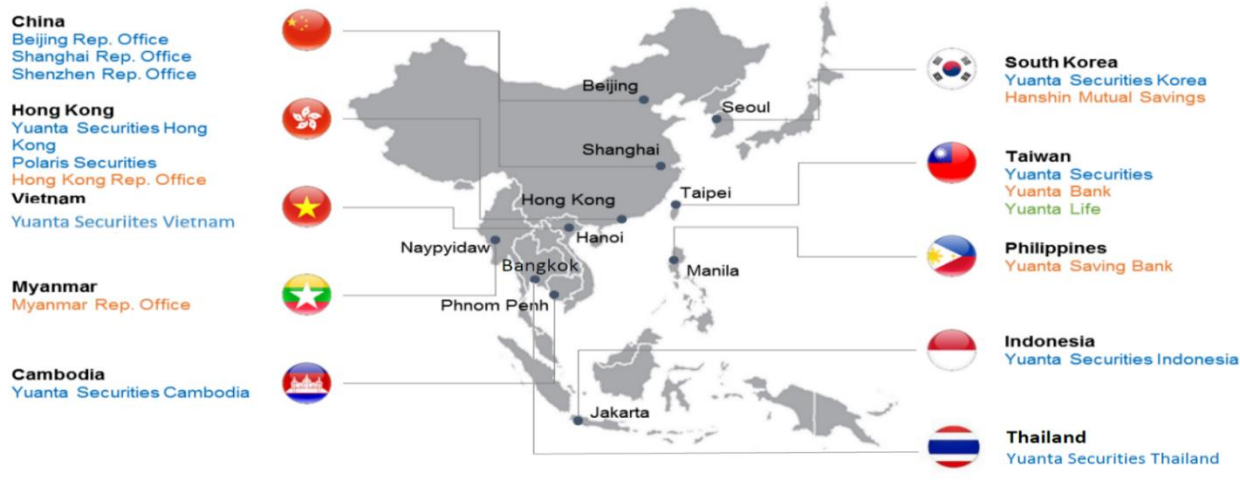 China
Beijing Rep. Office
Shanghai Rep. Office
Shenzhen Rep. Office
Hong Kong
Yuanta Securities Hong
Kong
Polaris Securities
Hong Kong Rep. Office
Vietnam
Yuanta Securiites Vietnam
Myanmar
Myanmar Rep. Office
Cambodia
Yuanta Securities Cambodia
Beijing
Seoul
Shanghai
Taipei
Hong Kong
Hanoi
Naypyidaw
Bangkok
Manila
Phnom Penh
Jakarta
South Korea
Yuanta Securities Korea
Hanshin Mutual Savings
Taiwan
Yuanta Securities
Yuanta Bank
Yuanta Life
Philippines
Yuanta Saving Bank
Indonesia
Yuanta Securities Indonesia
Thailand
Yuanta Securities Thailand